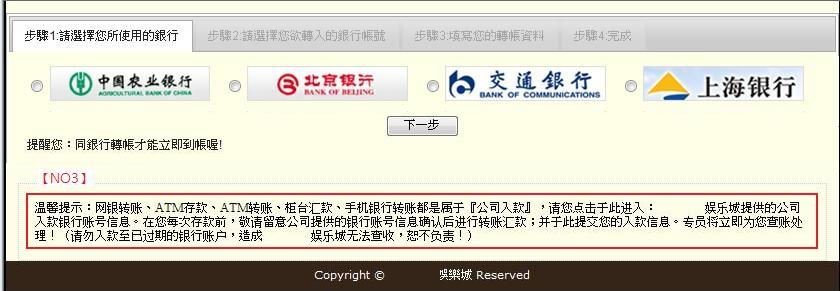 步驟1:請選擇您所使用的銀行 步驟2:請選擇您欲轉入的銀行帳號 步驟3:填寫您的轉帳資料 步驟4:完成
中国农业银行 北京银行 交通銀行 上海银行
AGRICULTURAL BANK OF CHINA BANK OF BEIJING BANK OF COMMUNICATIONS
下一步
提醒您：同銀行轉帳才能立即到帳喔!
【NO3】
温馨提示：网银转账、ATM存款、ATM转账、柜台汇款、手机银行转账都是属于『公司入款』，请您点击于此进入： 娱乐城提供的公司
入款银行账号信息。在您每次存款前，敬请留意公司提供的银行账号信息确认后进行转账汇款；并于此提交您的入款信息。专员将立即为您查账处
理！（请勿入款至已过期的银行账户，造成 娱乐城无法查收，恕不负责！）
Copyright © 娛樂城 Reserved